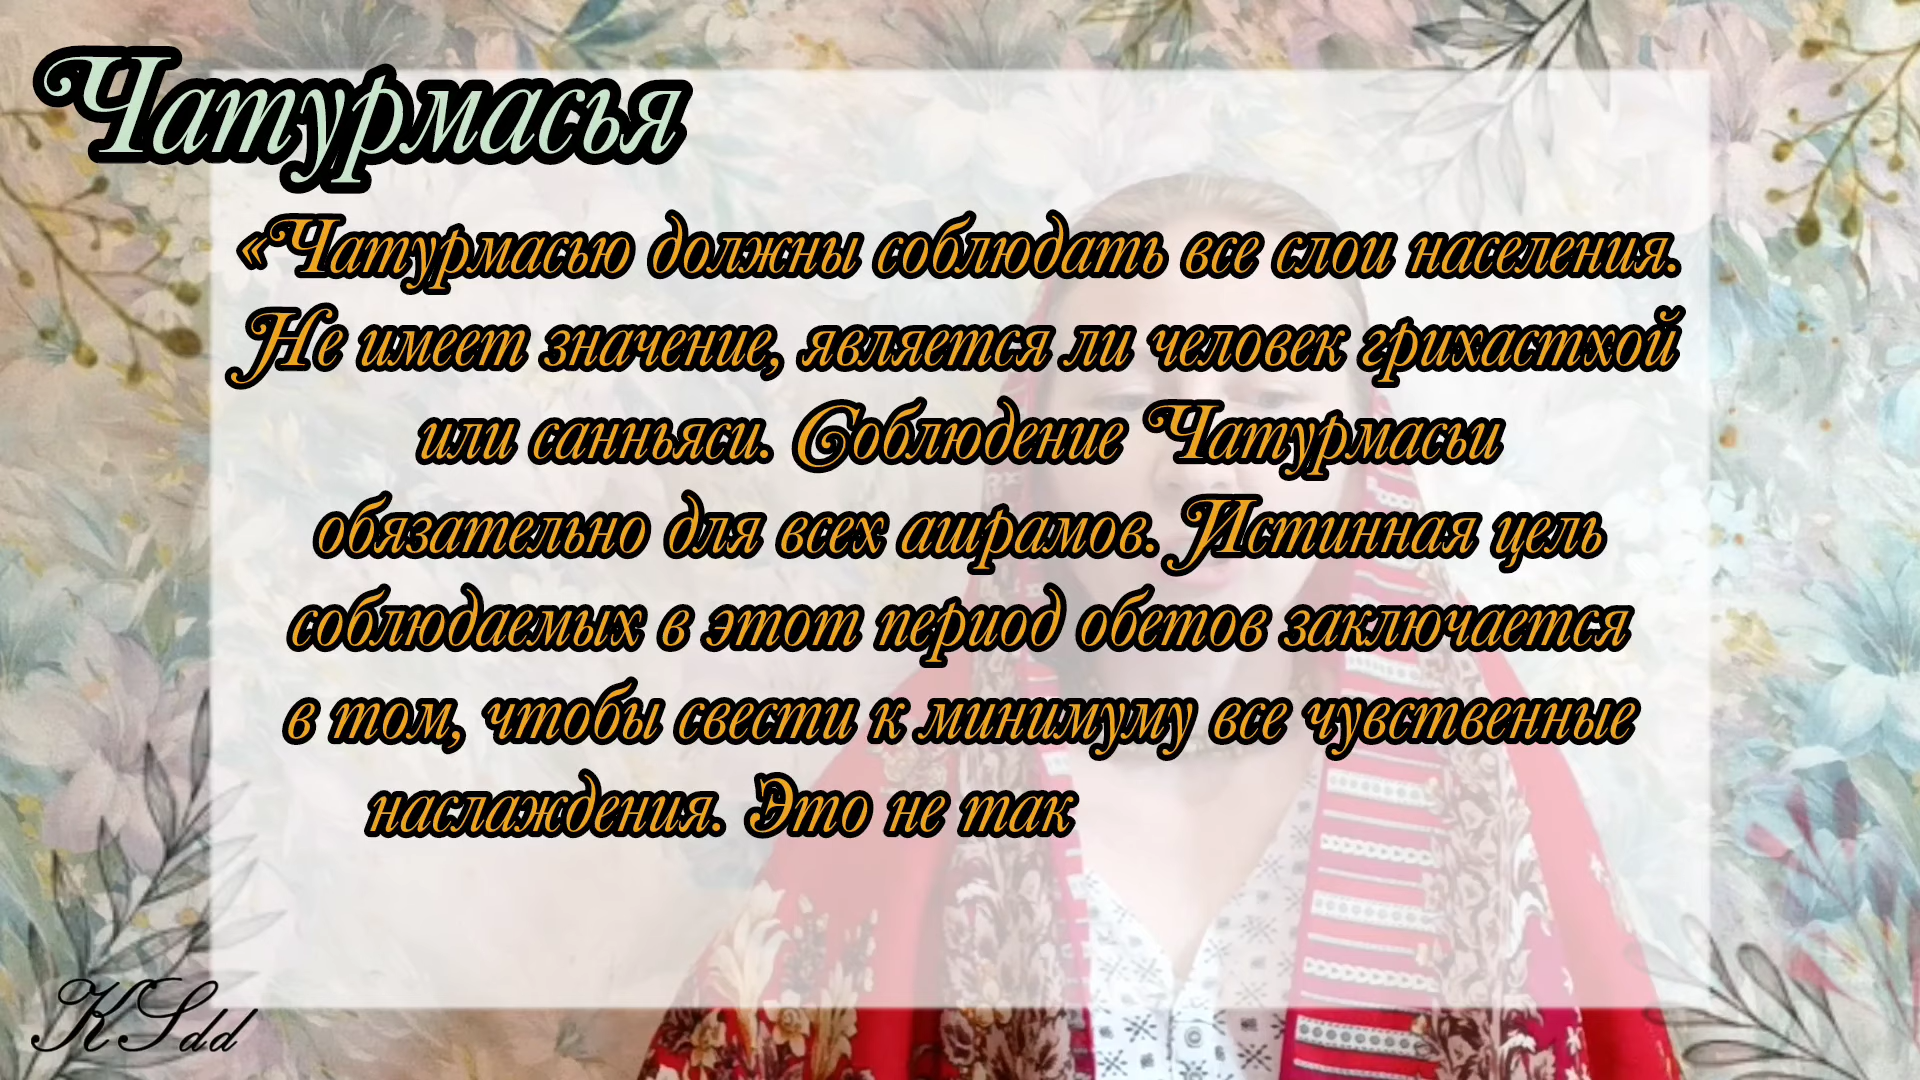 Чатурмасья
«Чатурмасью должны соблюдать все слои населения.
Не имеет значение, является ли человек грихастхой
или санньяси. Соблюдение Чатурмасьи
обязательно для всех ашрамов. Истинная цель
соблюдаемых в этот период обетов заключается
в том, чтобы свести к минимуму все чувственные
наслаждения. Это не так
KSdd